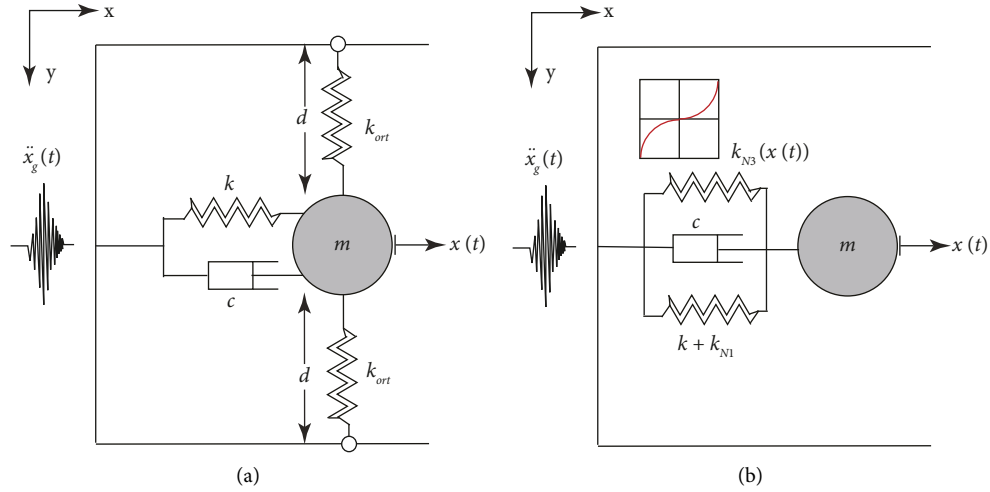 x
y
ẍg(t)
d
kort
k
m
x (t)
c
d
kort
(a)
x
y
ẍg(t)
kN3(x (t))
c
m
x (t)
k + kN1
(b)